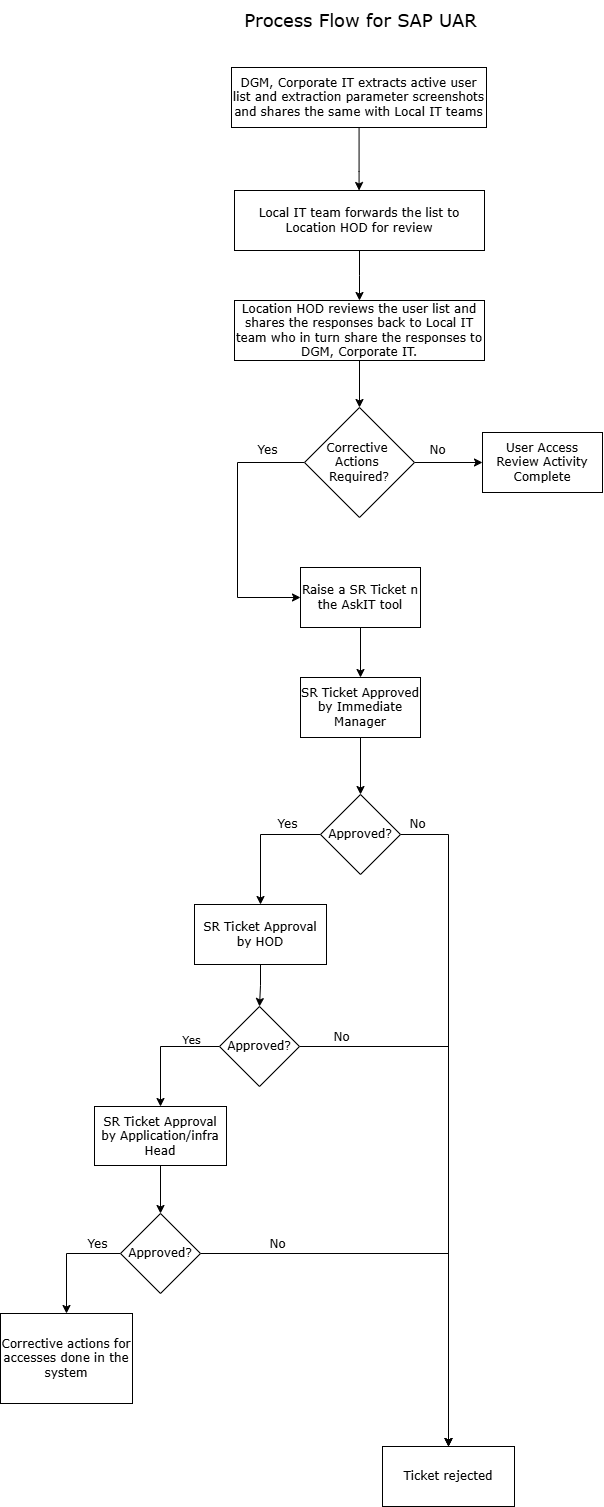 Process Flow for SAP UAR
DGM, Corporate IT extracts active user
list and extraction parameter screenshots
and shares the same with Local IT teams
Local IT team forwards the list to
Location HOD for review
Location HOD reviews the user list and
shares the responses back to Local IT
team who in turn share the responses to
DGM, Corporate IT.
Yes
Corrective
Actions
Required?
No
User Access
Review Activity
Complete
Raise a SR Ticket n
the AskIT tool
SR Ticket Approved
by Immediate
Manager
Yes
Approved?
No
SR Ticket Approval
by HOD
Yes
Approved?
No
SR Ticket Approval
by Application/infra
Head
Yes
Approved?
No
Corrective actions for
accesses done in the
system
Ticket rejected